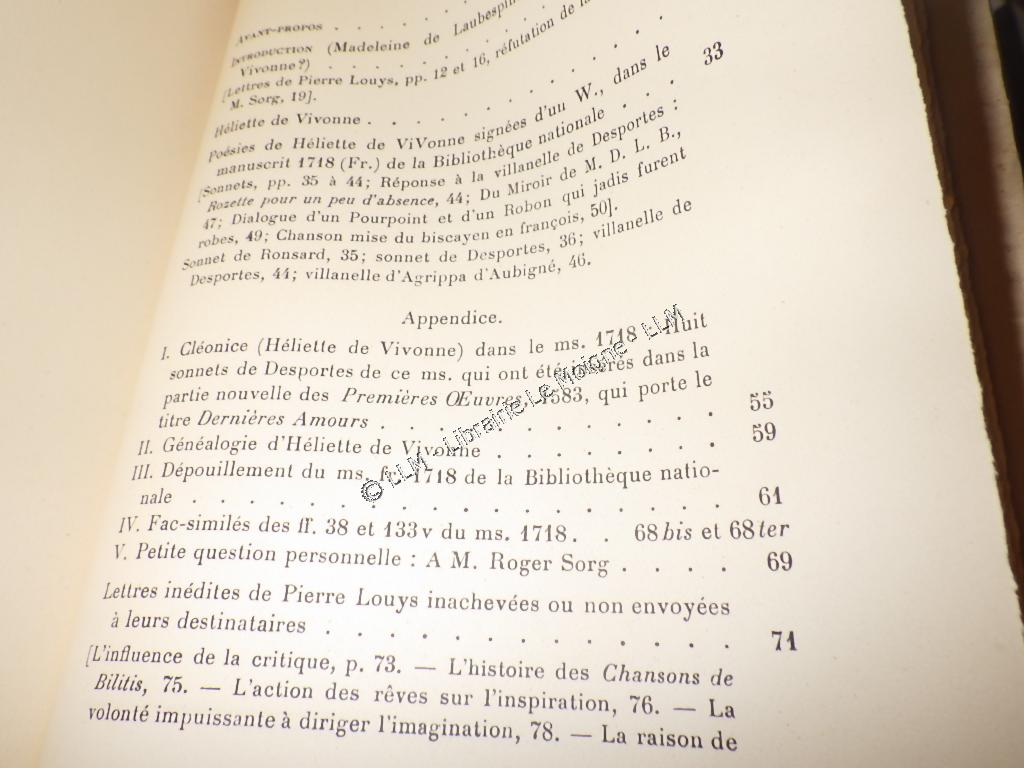 AVANT-PROPOS . . . . .
INTRODUCTION (Madeleine de Laubespin
Vivonne?) . . . . . . . .
[Lettres de Pierre Louys, pp. 12 et 16, réfutation de la
M. Sorg, 19].
Héliette de Vivonne . . . . . . . . . . 33
Poésies de Héliette de ViVonne signées d'un W., dans le
manuscrit 1718 (Fr.) de la Bibliothèque nationale . . .
[Sonnets, pp. 35 à 44; Réponse à la villanelle de Desportes :
Rozette pour un peu d'absence, 44; Du Miroir de M. D. L. B.,
47; Dialogue d'un Pourpoint et d'un Robon qui jadis furent
robes, 49; Chanson mise du biscayen en françois, 50].
Sonnet de Ronsard, 35; sonnet de Desportes, 36; villanelle de
Desportes, 44; villanelle d'Agrippa d'Aubigné, 46.
Appendice.
I. Cléonice (Héliette de Vivonne) dans le ms. 1718 - Huit
sonnets de Desportes de ce ms. qui ont été insérés dans la
partie nouvelle des Premières Œuvres, 1583, qui porte le
titre Dernières Amours . . . . . . . . . . . 55
II. Généalogie d'Héliette de Vivonne . . . . . . . . 59
III. Dépouillement du ms. fr. 1718 de la Bibliothèque natio-
nale . . . . . . . . . . . . . . . . . 61
IV. Fac-similés des ff. 38 et 133v du ms. 1718. . 68 bis et 68 ter
V. Petite question personnelle : A M. Roger Sorg . . . . 69
Lettres inédites de Pierre Louys inachevées ou non envoyées
à leurs destinataires . . . . . . . . . . . . . 71
[L'influence de la critique, p. 73. — L'histoire des Chansons de
Bilitis, 75. — L'action des rêves sur l'inspiration, 76. — La
volonté impuissante à diriger l'imagination, 78. — La raison de
© LLM - Librairie Le Moigne - LLM